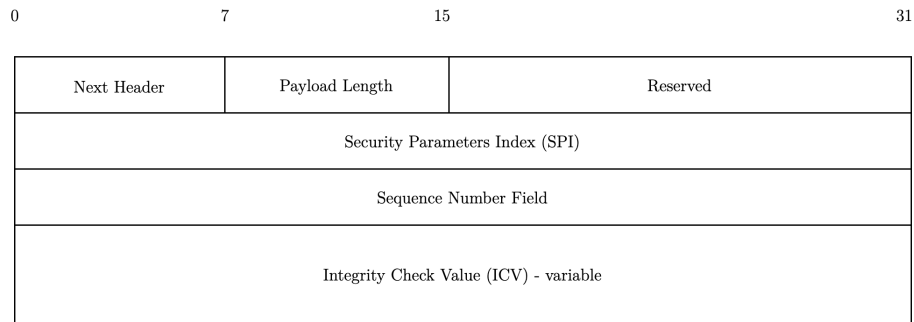 0 7 15 31
Next Header Payload Length Reserved
Security Parameters Index (SPI)
Sequence Number Field
Integrity Check Value (ICV) - variable